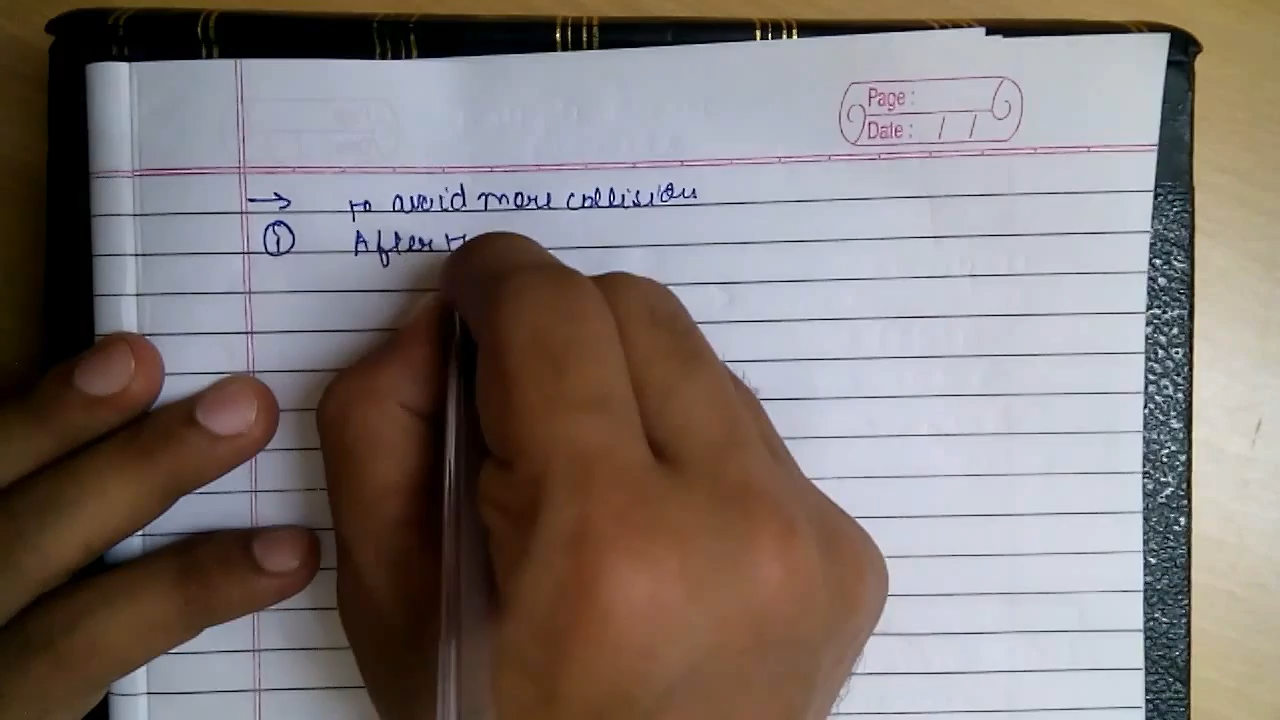 Page :
Date : / /
→ to avoid more collision
① After